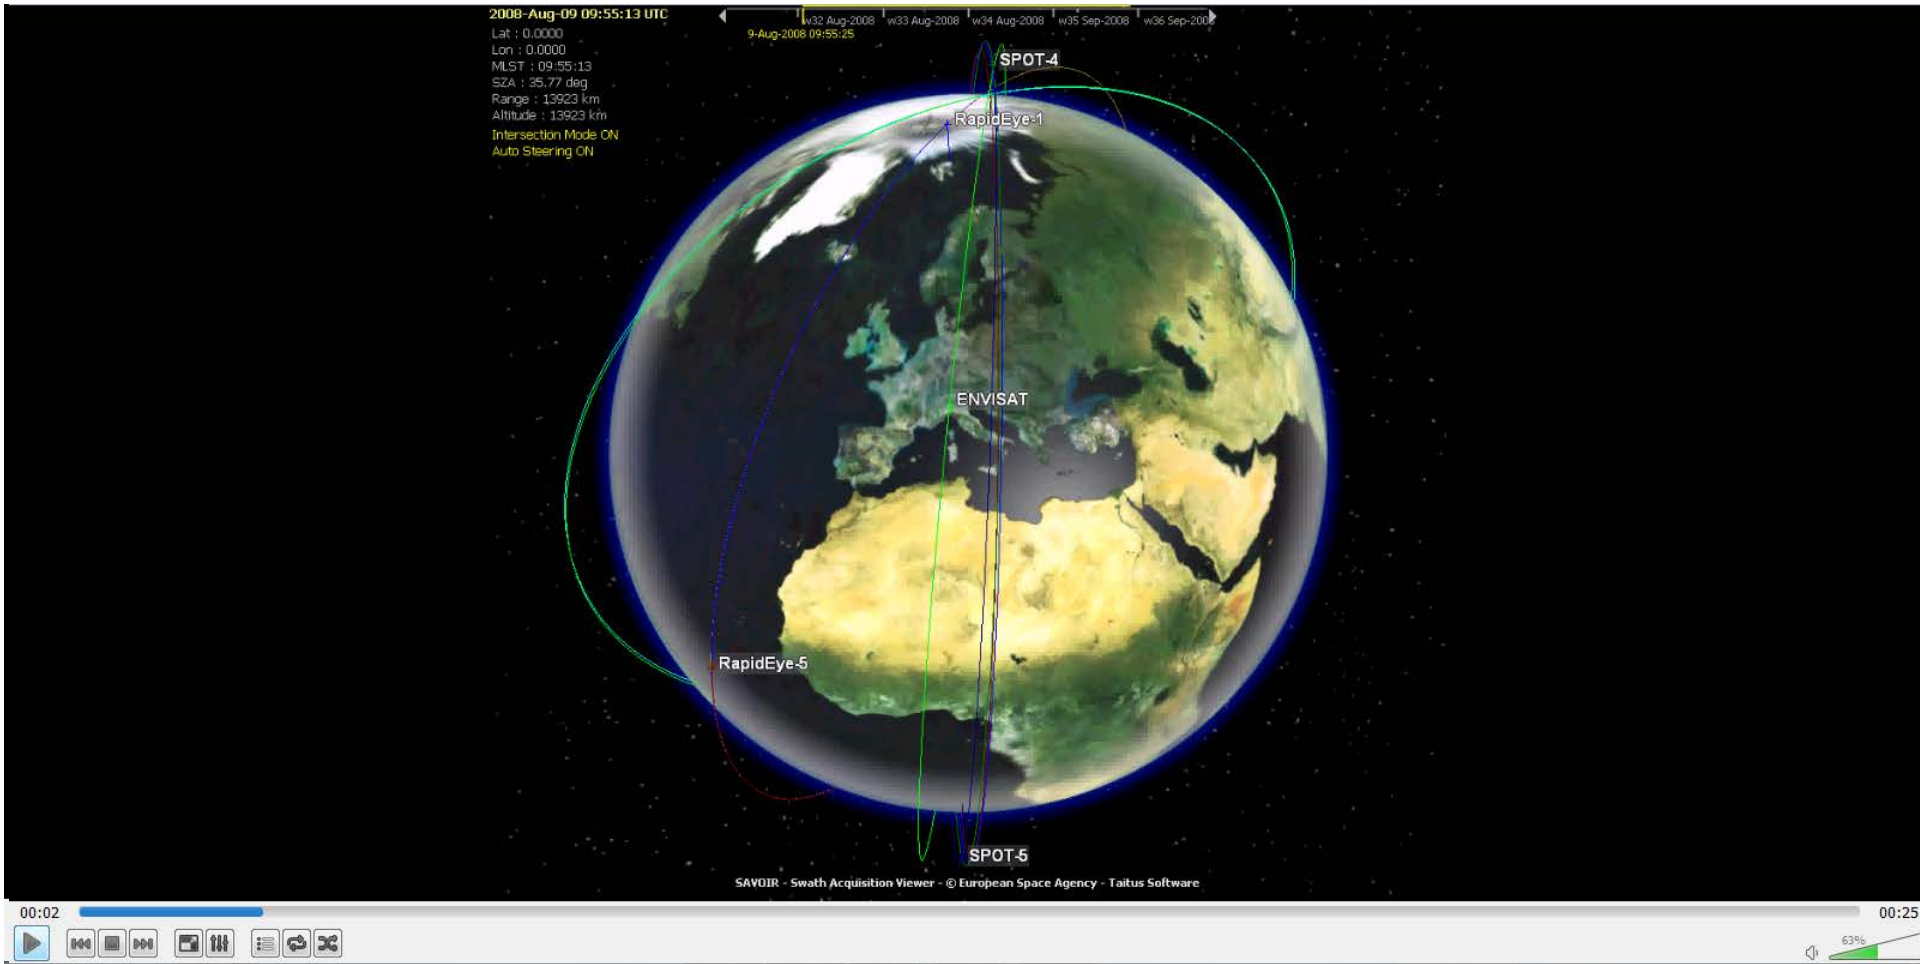 2008-Aug-09 09:55:13 UTC
Lat : 0.0000
Lon : 0.0000
MLST : 09:55:13
SZA : 35.77 deg
Range : 13923 km
Altitude : 13923 km
Intersection Mode ON
Auto Steering ON
w32 Aug-2008 w33 Aug-2008 w34 Aug-2008 w35 Sep-2008 w36 Sep-2008
9-Aug-2008 09:55:25
SPOT-4
RapidEye-1
ENVISAT
RapidEye-5
SPOT-5
SAVOIR - Swath Acquisition Viewer - © European Space Agency - Taitus Software
00:02
00:25
63%